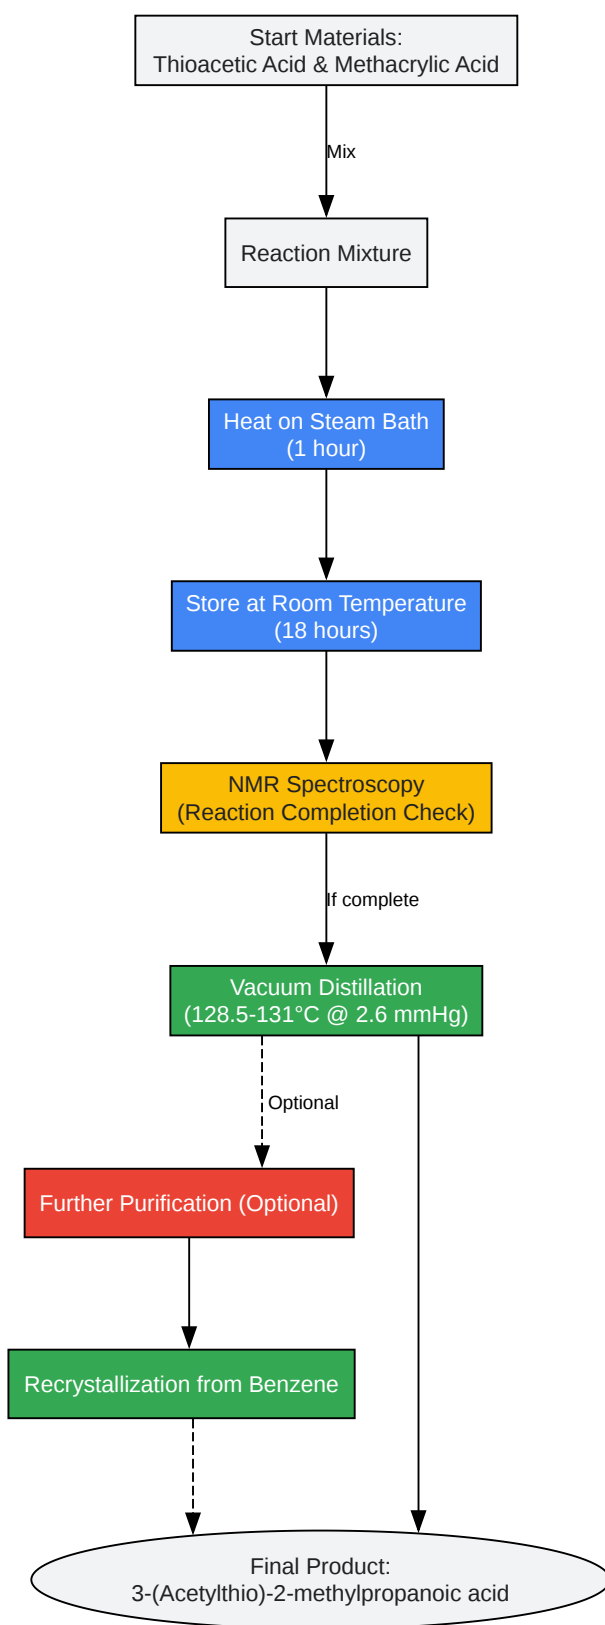 Start Materials:
Thioacetic Acid & Methacrylic Acid
Mix
Reaction Mixture
Heat on Steam Bath
(1 hour)
Store at Room Temperature
(18 hours)
NMR Spectroscopy
(Reaction Completion Check)
If complete
Vacuum Distillation
(128.5-131°C @ 2.6 mmHg)
Optional
Further Purification (Optional)
Recrystallization from Benzene
Final Product:
3-(Acetylthio)-2-methylpropanoic acid